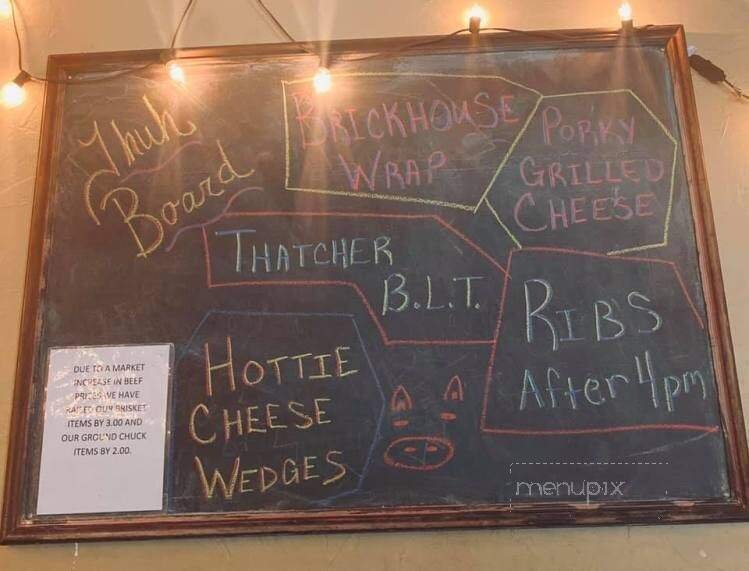 Thuh
Board
BRICKHOUSE
WRAP
PORKY
GRILLED
CHEESE
THATCHER
B.L.T.
RIBS
After 4pm
HOTTIE
CHEESE
WEDGES
DUE TO A MARKET
INCREASE IN BEEF
PRICES WE HAVE
RAISED OUR BRISKET
ITEMS BY 3.00 AND
OUR GROUND CHUCK
ITEMS BY 2.00.
menupix